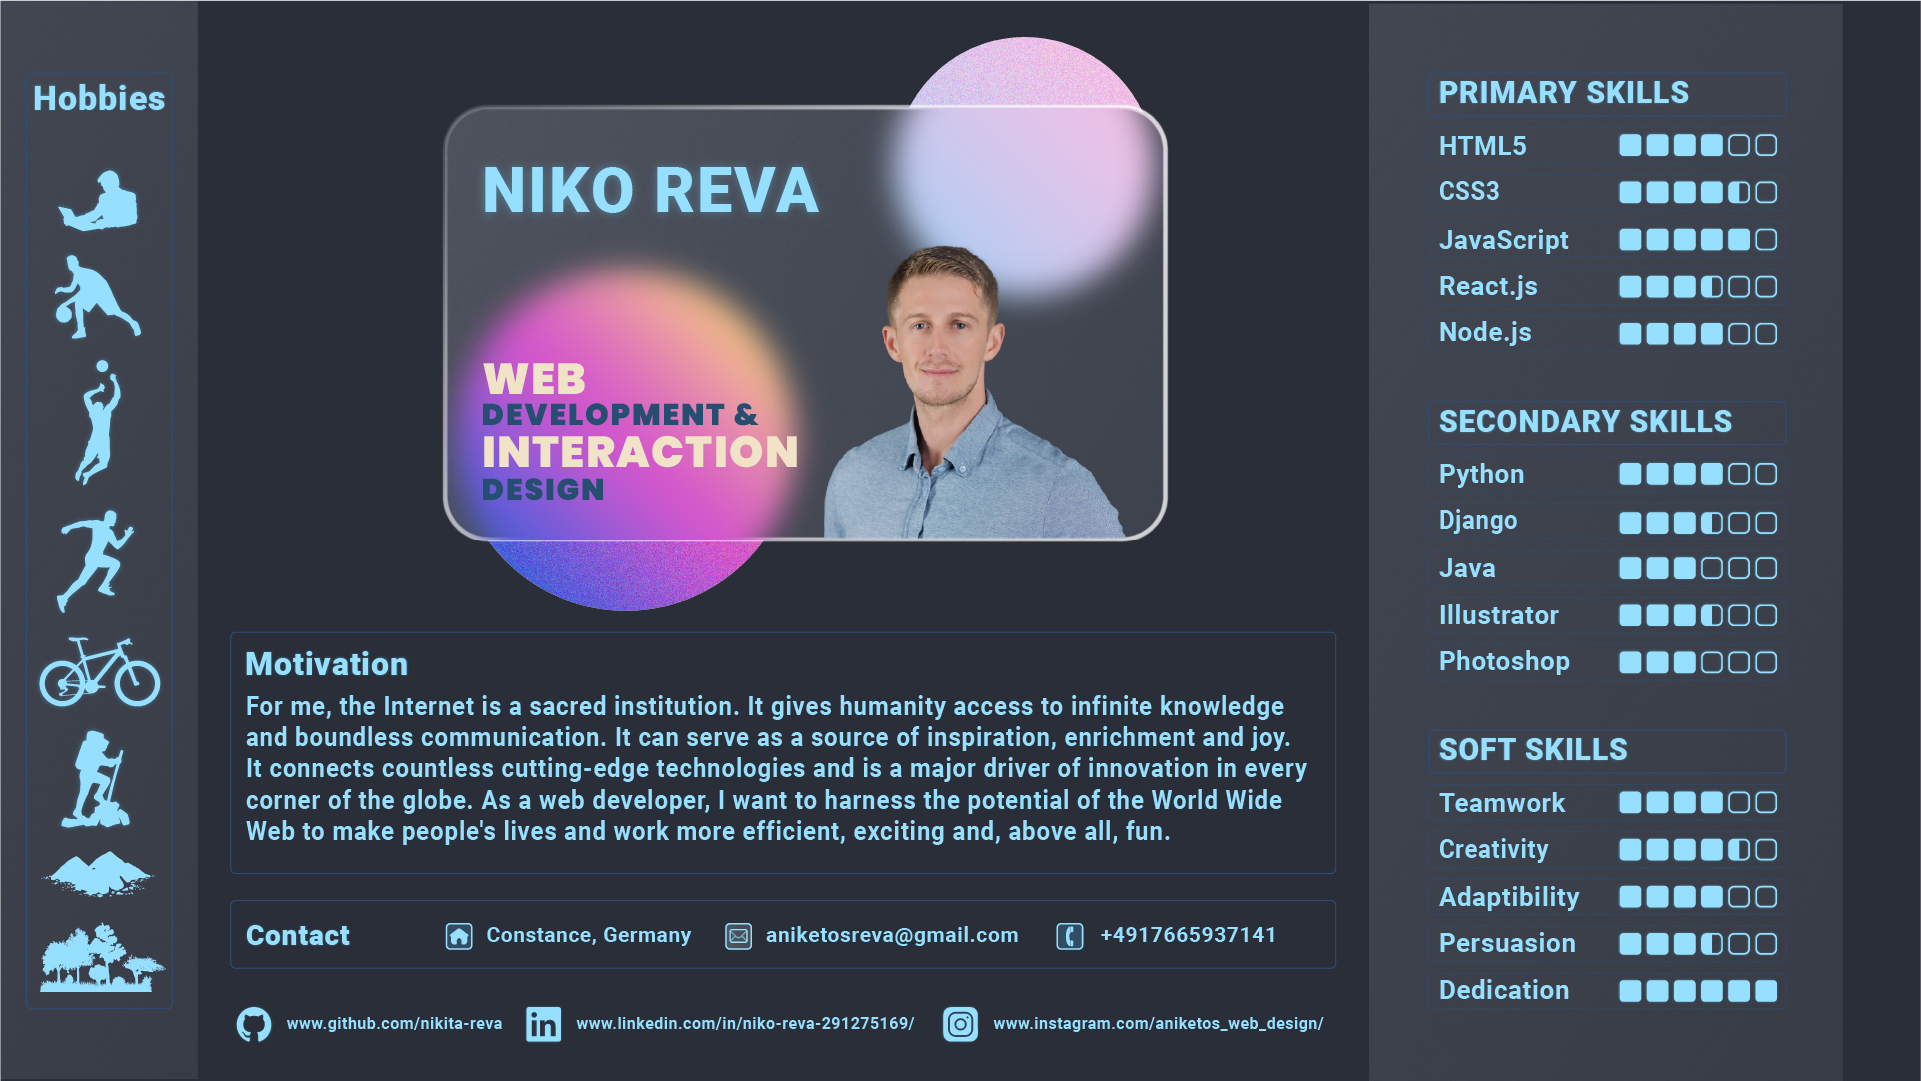 Hobbies
NIKO REVA
WEB
DEVELOPMENT &
INTERACTION
DESIGN
Motivation
For me, the Internet is a sacred institution. It gives humanity access to infinite knowledge
and boundless communication. It can serve as a source of inspiration, enrichment and joy.
It connects countless cutting-edge technologies and is a major driver of innovation in every
corner of the globe. As a web developer, I want to harness the potential of the World Wide
Web to make people's lives and work more efficient, exciting and, above all, fun.
Contact
Constance, Germany
aniketosreva@gmail.com
+4917665937141
www.github.com/nikita-reva
www.linkedin.com/in/niko-reva-291275169/
www.instagram.com/aniketos_web_design/
PRIMARY SKILLS
HTML5
CSS3
JavaScript
React.js
Node.js
SECONDARY SKILLS
Python
Django
Java
Illustrator
Photoshop
SOFT SKILLS
Teamwork
Creativity
Adaptibility
Persuasion
Dedication